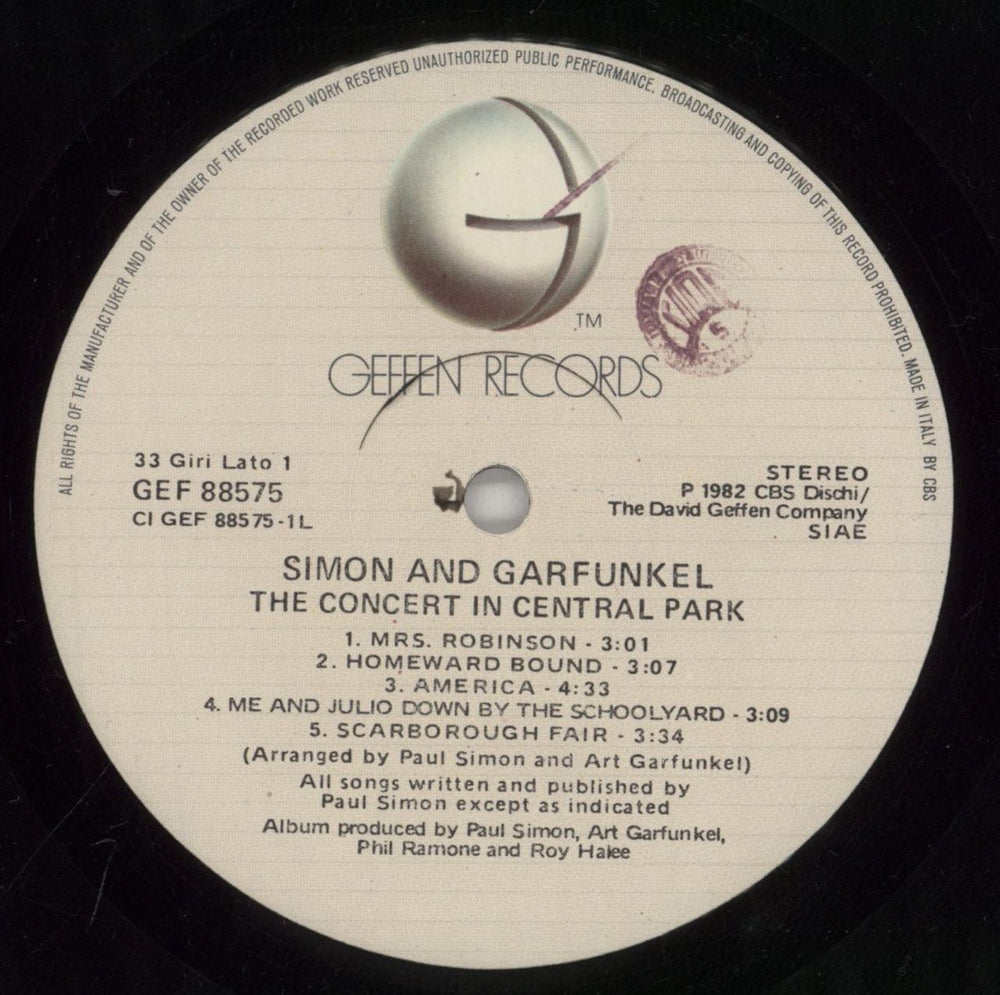 ALL RIGHTS OF THE MANUFACTURER AND OF THE OWNER OF THE RECORDED WORK RESERVED UNAUTHORIZED PUBLIC PERFORMANCE, BROADCASTING AND COPYING OF THIS RECORD PROHIBITED. MADE IN ITALY BY CBS
G
TM
GEFFEN RECORDS
33 Giri Lato 1
GEF 88575
CI GEF 88575-1L
STEREO
P 1982 CBS Dischi/
The David Geffen Company
SIAE
SIMON AND GARFUNKEL
THE CONCERT IN CENTRAL PARK
1. MRS. ROBINSON - 3:01
2. HOMEWARD BOUND - 3:07
3. AMERICA - 4:33
4. ME AND JULIO DOWN BY THE SCHOOLYARD - 3:09
5. SCARBOROUGH FAIR - 3:34
(Arranged by Paul Simon and Art Garfunkel)
All songs written and published by
Paul Simon except as indicated
Album produced by Paul Simon, Art Garfunkel,
Phil Ramone and Roy Halee